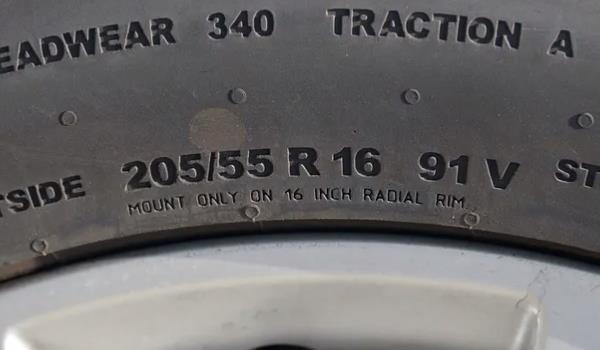 EADWEAR 340 TRACTION A
TSIDE 205/55 R 16 91 V ST
MOUNT ONLY ON 16 INCH RADIAL RIM